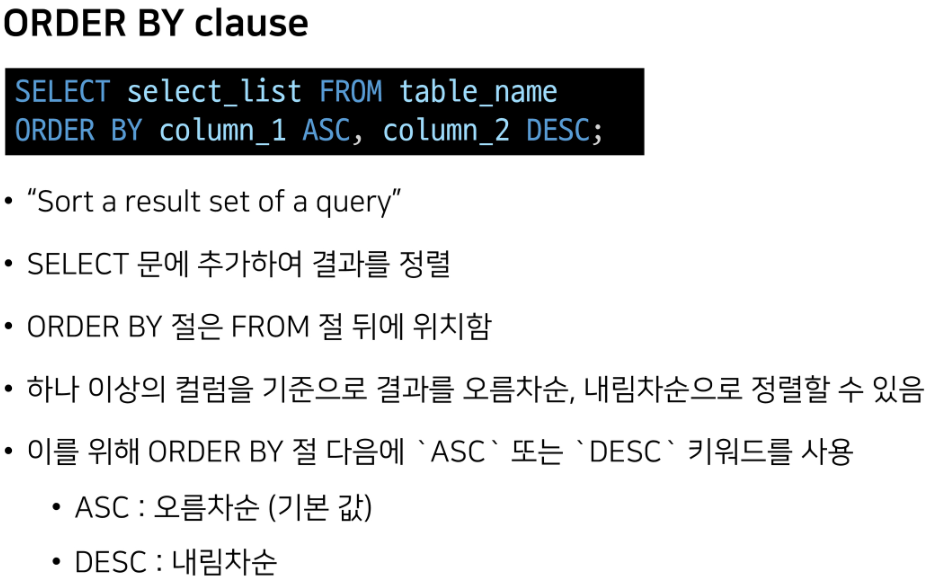 ORDER BY clause
SELECT select_list FROM table_name
ORDER BY column_1 ASC, column_2 DESC;
• “Sort a result set of a query”
• SELECT 문에 추가하여 결과를 정렬
• ORDER BY 절은 FROM 절 뒤에 위치함
• 하나 이상의 컬럼을 기준으로 결과를 오름차순, 내림차순으로 정렬할 수 있음
• 이를 위해 ORDER BY 절 다음에 `ASC` 또는 `DESC` 키워드를 사용
• ASC : 오름차순 (기본 값)
• DESC : 내림차순